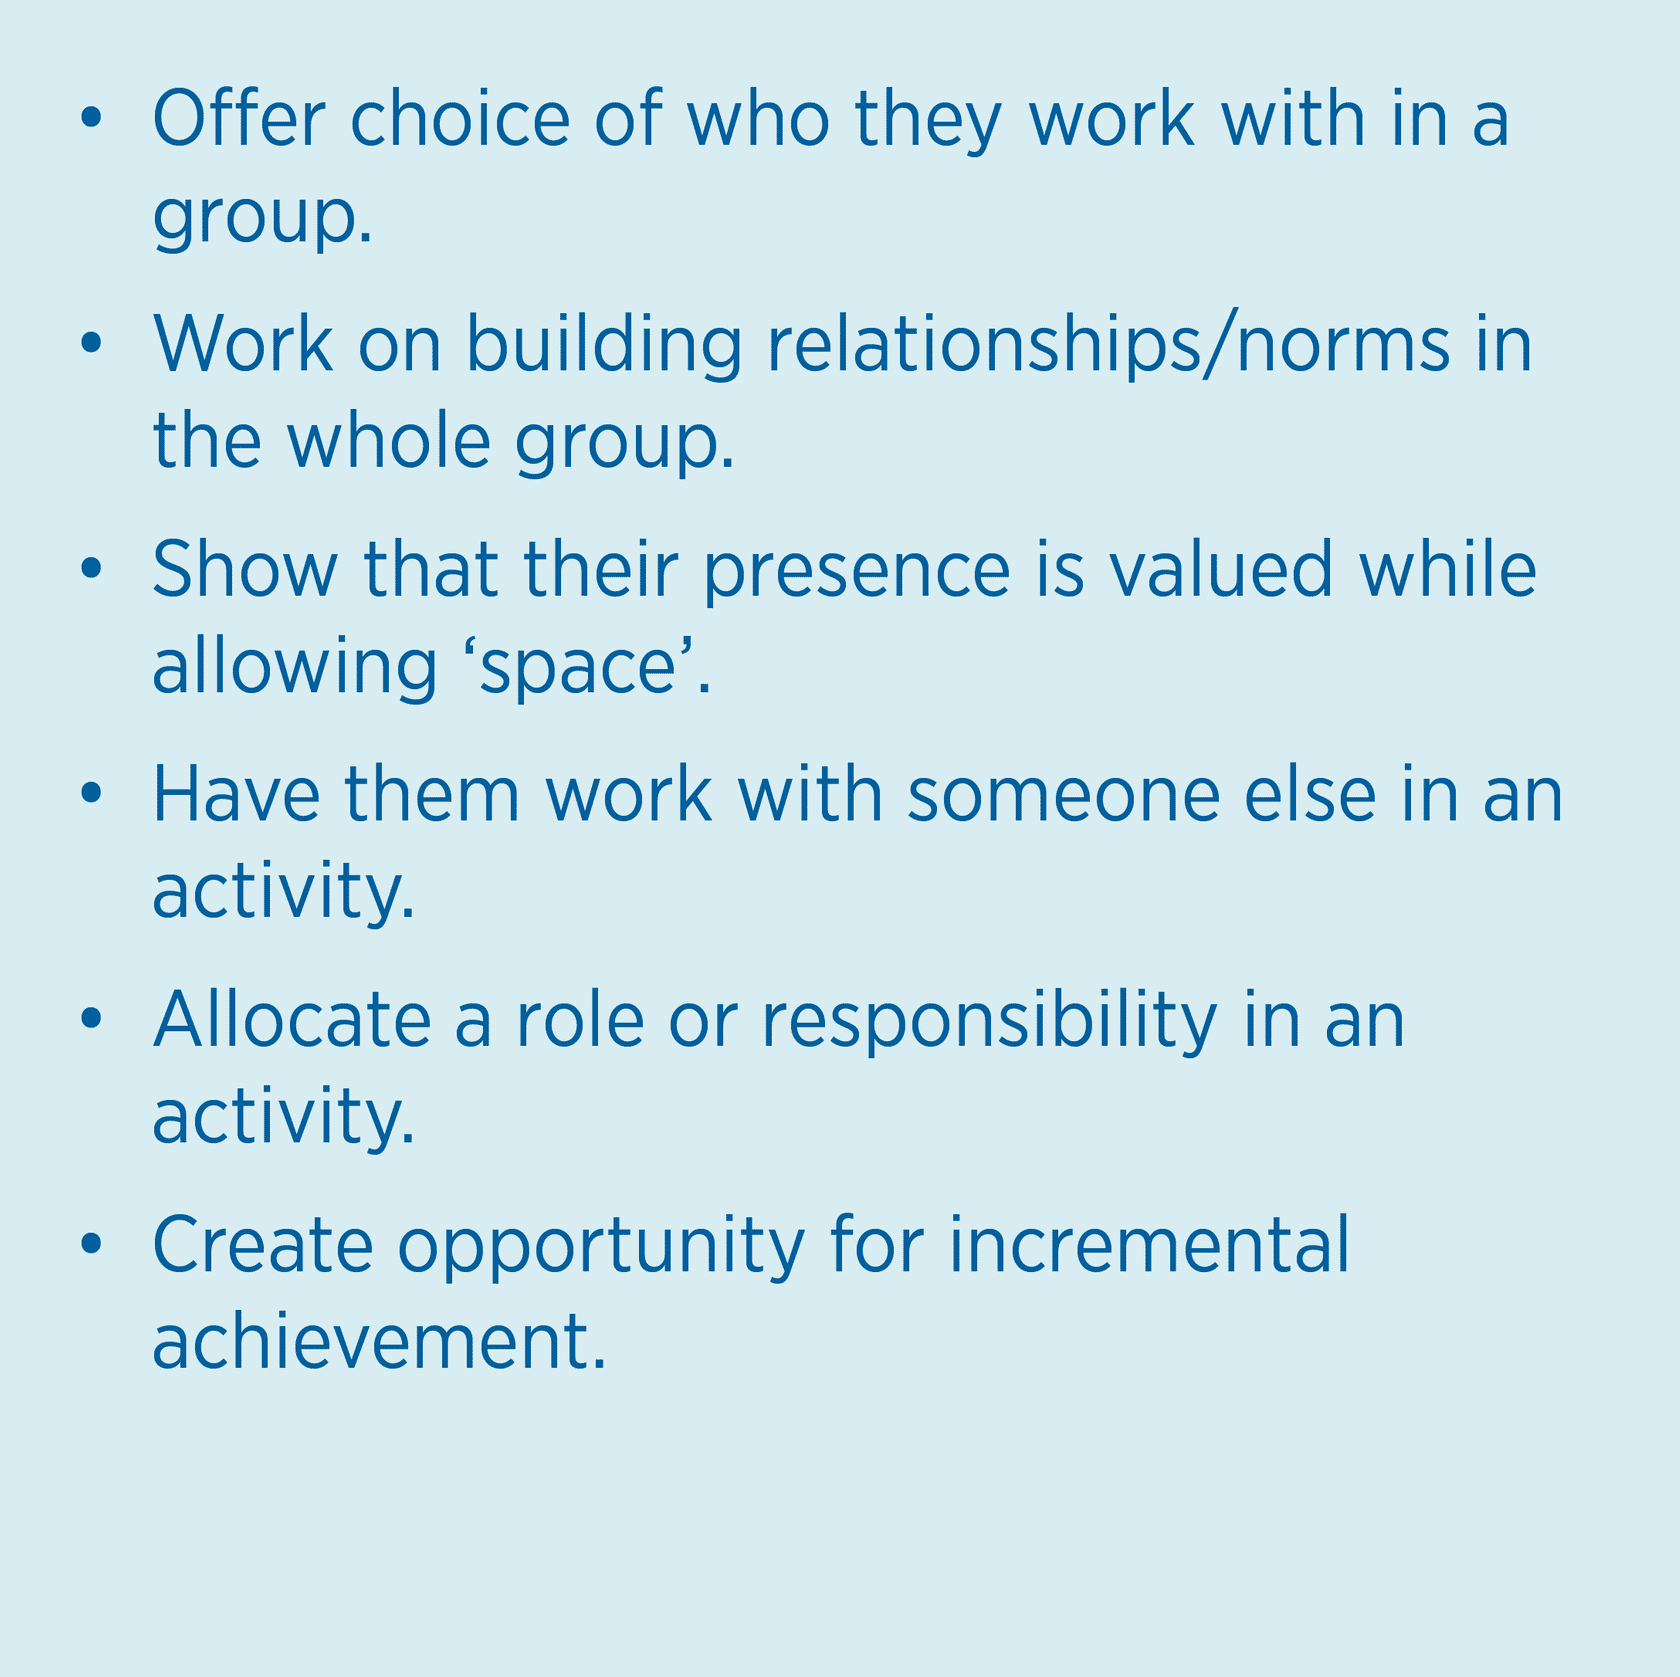 • Offer choice of who they work with in a
group.
• Work on building relationships/norms in
the whole group.
• Show that their presence is valued while
allowing ‘space’.
• Have them work with someone else in an
activity.
• Allocate a role or responsibility in an
activity.
• Create opportunity for incremental
achievement.